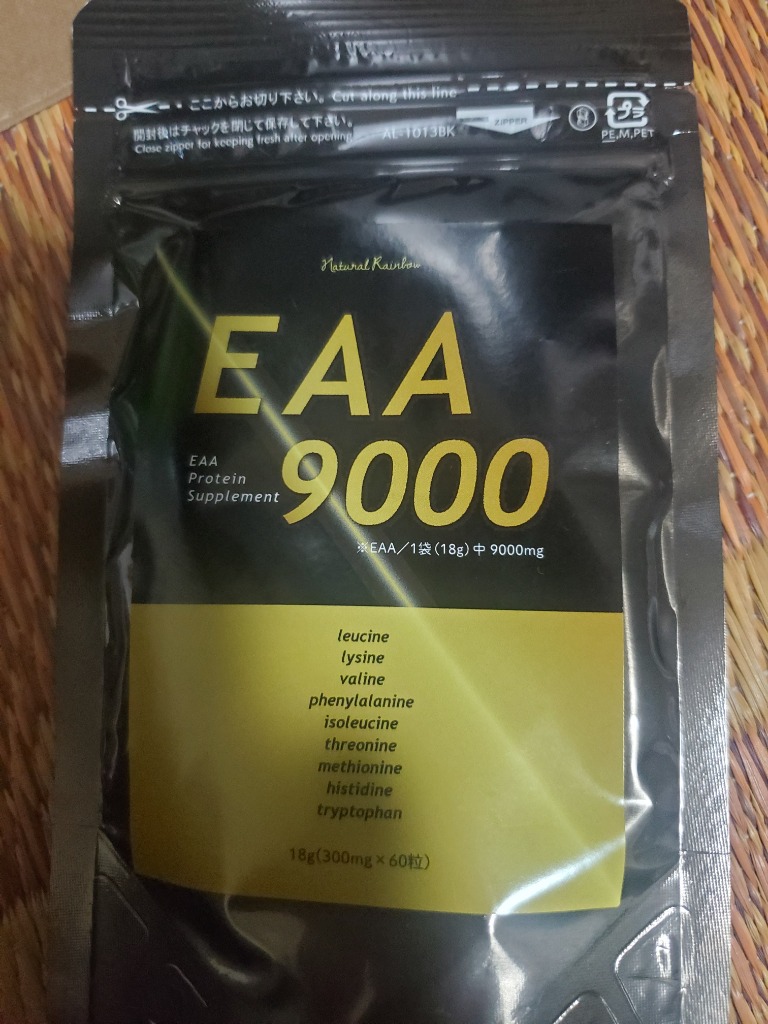 ここからお切り下さい。Cut along this line
開封後はチャックを閉じて保存して下さい。
Close zipper for keeping fresh after opening.
AL-1013BK
ZIPPER
プラ
PE,M,PET
Natural Rainbow
EAA
9000
EAA
Protein
Supplement
※EAA/1袋(18g)中 9000mg
leucine
lysine
valine
phenylalanine
isoleucine
threonine
methionine
histidine
tryptophan
18g(300mg×60粒)